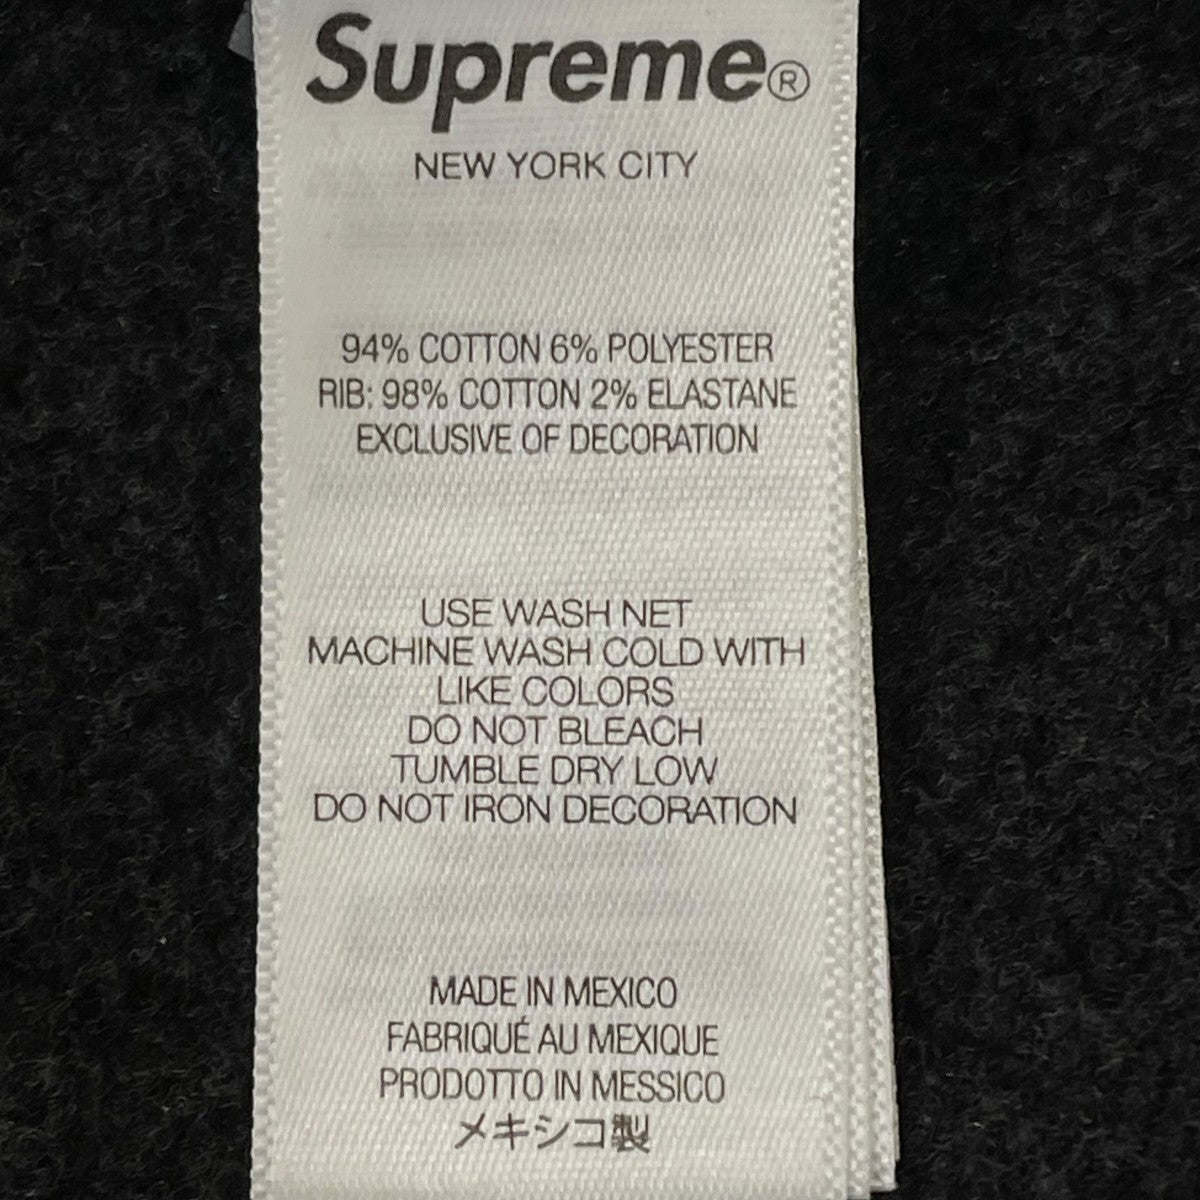 Supreme®
NEW YORK CITY
94% COTTON 6% POLYESTER
RIB: 98% COTTON 2% ELASTANE
EXCLUSIVE OF DECORATION
USE WASH NET
MACHINE WASH COLD WITH
LIKE COLORS
DO NOT BLEACH
TUMBLE DRY LOW
DO NOT IRON DECORATION
MADE IN MEXICO
FABRIQUÉ AU MEXIQUE
PRODOTTO IN MESSICO
メキシコ製